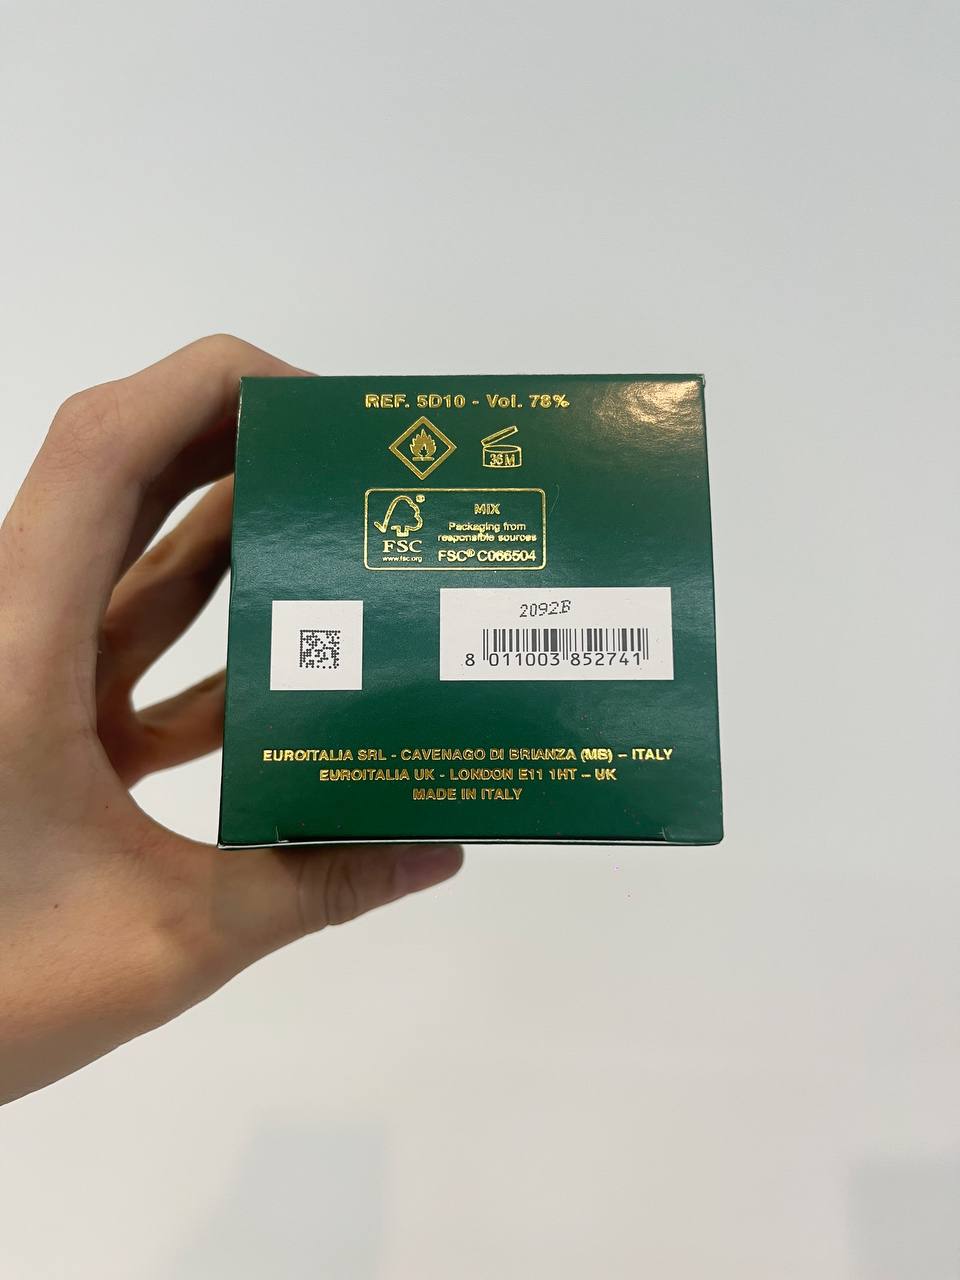 REF. 5D10 - Vol. 78%
36 M
FSC
www.fsc.org
MIX
Packaging from
responsible sources
FSC® C066504
2092B
8 011003 852741
EUROITALIA SRL - CAVENAGO DI BRIANZA (MB) – ITALY
EUROITALIA UK - LONDON E11 1HT – UK
MADE IN ITALY